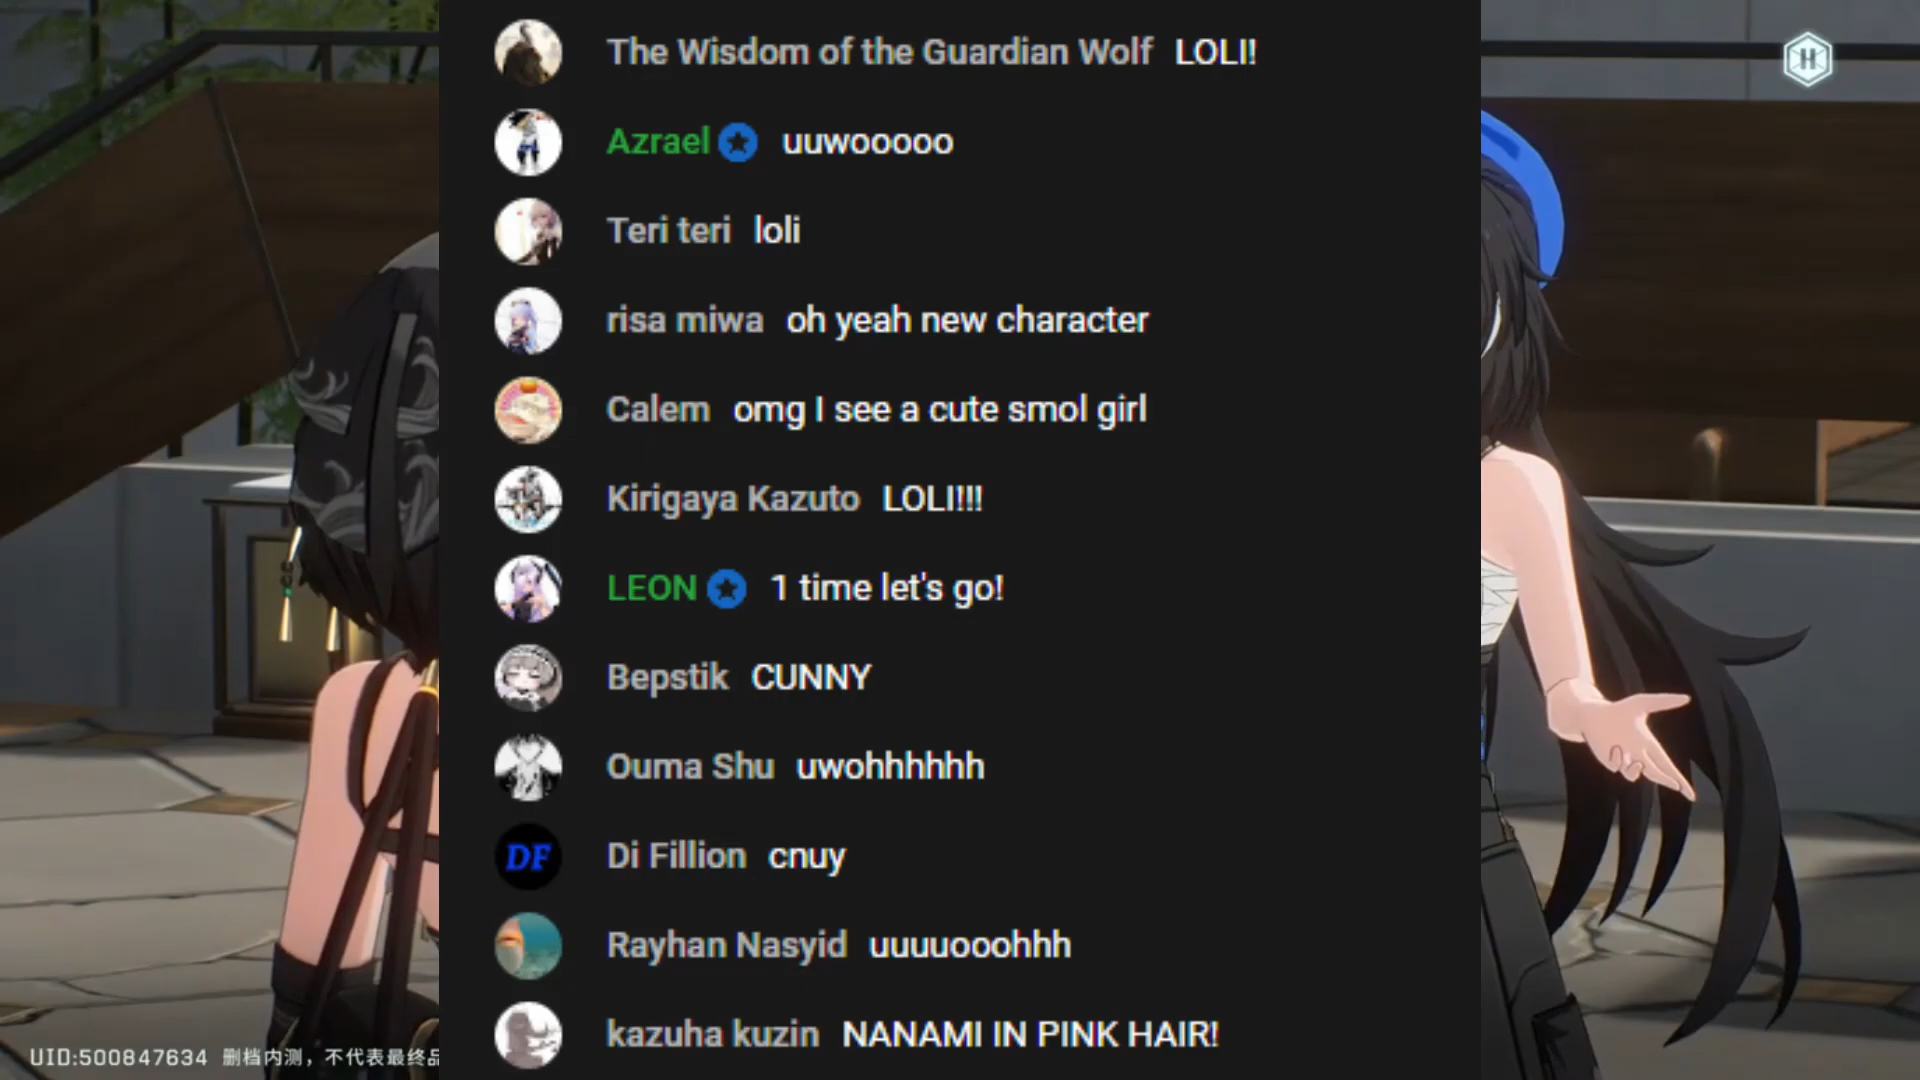 The Wisdom of the Guardian Wolf LOLI!
H
Azrael uuwooooo
Teri teri loli
risa miwa oh yeah new character
Calem omg I see a cute smol girl
Kirigaya Kazuto LOLI!!!
LEON 1 time let's go!
Bepstik CUNNY
Ouma Shu uwohhhhhh
DF Di Fillion cnuy
Rayhan Nasyid uuuuooohhh
kazuha kuzin NANAMI IN PINK HAIR!
UID:500847634 删档内测，不代表最终品